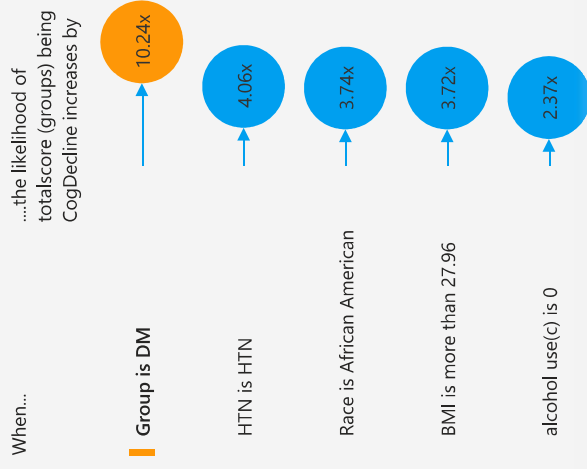 When...
....the likelihood of
totalscore (groups) being
CogDecline increases by
Group is DM
10.24x
HTN is HTN
4.06x
Race is African American
3.74x
BMI is more than 27.96
3.72x
alcohol use(c) is 0
2.37x